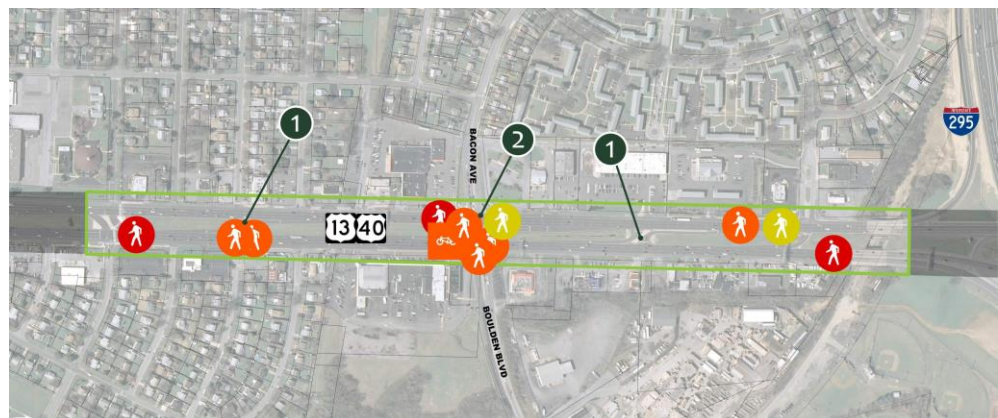 1
2
1
BACON AVE
INTERSTATE
295
13 40
BOULDEN BLVD